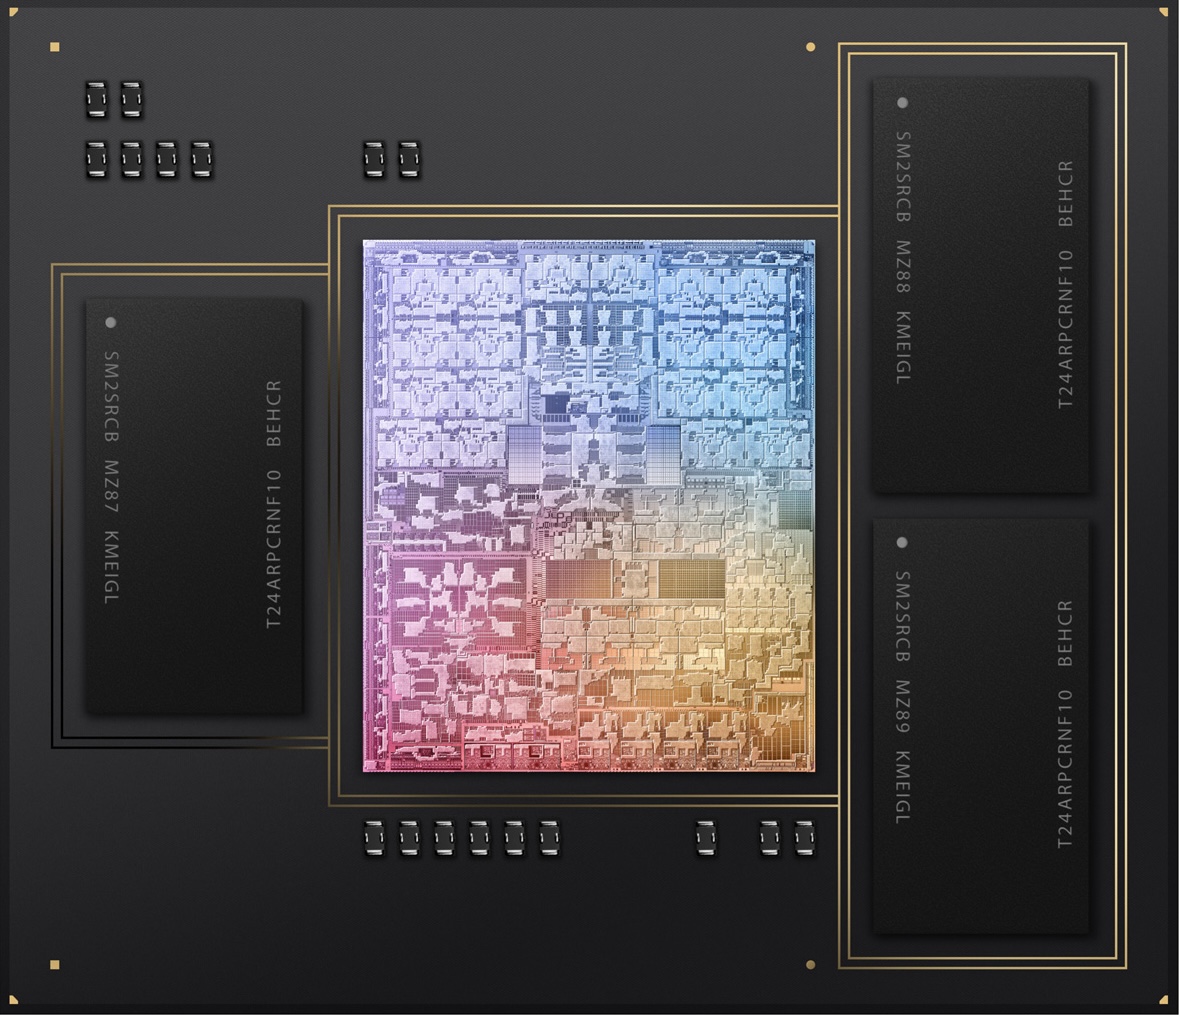 SM2SRCB MZ87 KMEIGL
T24ARPCRNF10 BEHCR
SM2SRCB MZ88 KMEIGL
T24ARPCRNF10 BEHCR
SM2SRCB MZ89 KMEIGL
T24ARPCRNF10 BEHCR